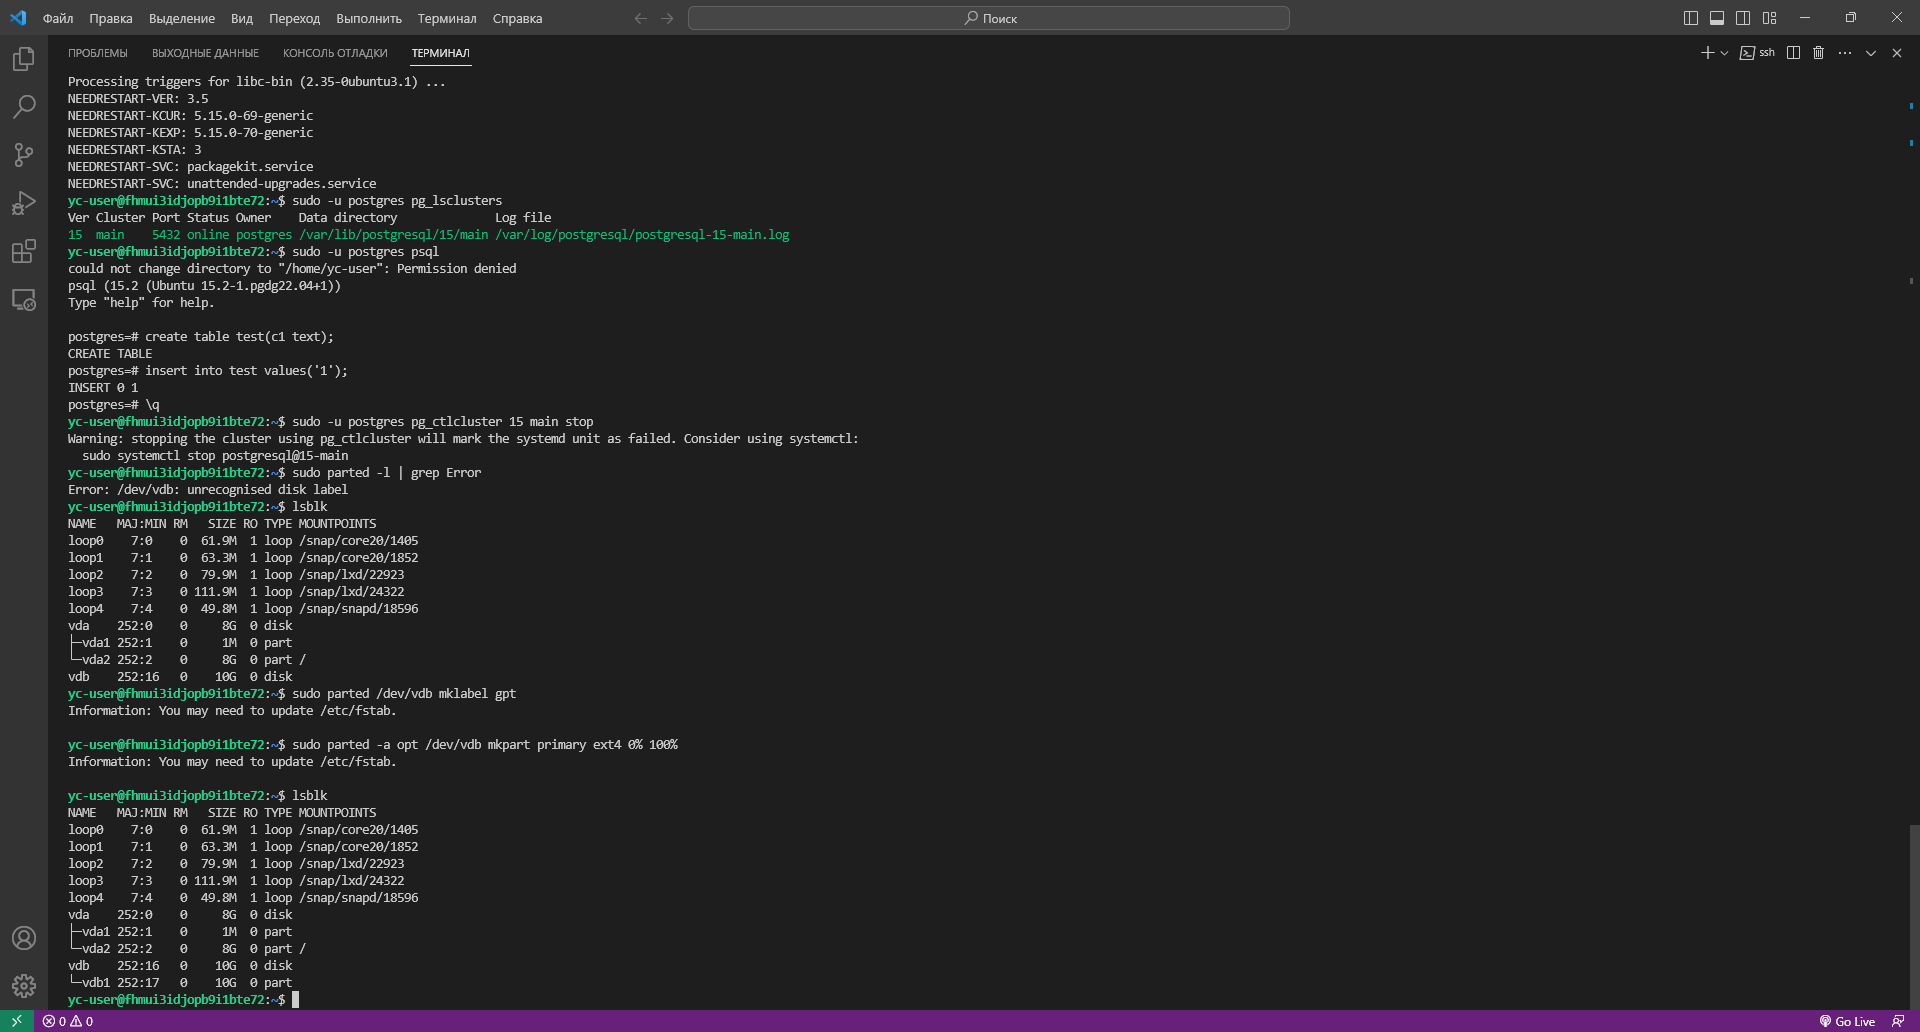 Файл Правка Выделение Вид Переход Выполнить Терминал Справка Поиск
ПРОБЛЕМЫ ВЫХОДНЫЕ ДАННЫЕ КОНСОЛЬ ОТЛАДКИ ТЕРМИНАЛ ssh
Processing triggers for libc-bin (2.35-0ubuntu3.1) ...
NEEDRESTART-VER: 3.5
NEEDRESTART-KCUR: 5.15.0-69-generic
NEEDRESTART-KEXP: 5.15.0-70-generic
NEEDRESTART-KSTA: 3
NEEDRESTART-SVC: packagekit.service
NEEDRESTART-SVC: unattended-upgrades.service
yc-user@fhmui3idjopb9i1bte72:~$ sudo -u postgres pg_lsclusters
Ver Cluster Port Status Owner    Data directory              Log file
15  main    5432 online postgres /var/lib/postgresql/15/main /var/log/postgresql/postgresql-15-main.log
yc-user@fhmui3idjopb9i1bte72:~$ sudo -u postgres psql
could not change directory to "/home/yc-user": Permission denied
psql (15.2 (Ubuntu 15.2-1.pgdg22.04+1))
Type "help" for help.

postgres=# create table test(c1 text);
CREATE TABLE
postgres=# insert into test values('1');
INSERT 0 1
postgres=# \q
yc-user@fhmui3idjopb9i1bte72:~$ sudo -u postgres pg_ctlcluster 15 main stop
Warning: stopping the cluster using pg_ctlcluster will mark the systemd unit as failed. Consider using systemctl:
  sudo systemctl stop postgresql@15-main
yc-user@fhmui3idjopb9i1bte72:~$ sudo parted -l | grep Error
Error: /dev/vdb: unrecognised disk label
yc-user@fhmui3idjopb9i1bte72:~$ lsblk
NAME   MAJ:MIN RM   SIZE RO TYPE MOUNTPOINTS
loop0    7:0    0  61.9M  1 loop /snap/core20/1405
loop1    7:1    0  63.3M  1 loop /snap/core20/1852
loop2    7:2    0  79.9M  1 loop /snap/lxd/22923
loop3    7:3    0 111.9M  1 loop /snap/lxd/24322
loop4    7:4    0  49.8M  1 loop /snap/snapd/18596
vda    252:0    0     8G  0 disk
├─vda1 252:1    0     1M  0 part
└─vda2 252:2    0     8G  0 part /
vdb    252:16   0    10G  0 disk
yc-user@fhmui3idjopb9i1bte72:~$ sudo parted /dev/vdb mklabel gpt
Information: You may need to update /etc/fstab.

yc-user@fhmui3idjopb9i1bte72:~$ sudo parted -a opt /dev/vdb mkpart primary ext4 0% 100%
Information: You may need to update /etc/fstab.

yc-user@fhmui3idjopb9i1bte72:~$ lsblk
NAME   MAJ:MIN RM   SIZE RO TYPE MOUNTPOINTS
loop0    7:0    0  61.9M  1 loop /snap/core20/1405
loop1    7:1    0  63.3M  1 loop /snap/core20/1852
loop2    7:2    0  79.9M  1 loop /snap/lxd/22923
loop3    7:3    0 111.9M  1 loop /snap/lxd/24322
loop4    7:4    0  49.8M  1 loop /snap/snapd/18596
vda    252:0    0     8G  0 disk
├─vda1 252:1    0     1M  0 part
└─vda2 252:2    0     8G  0 part /
vdb    252:16   0    10G  0 disk
└─vdb1 252:17   0    10G  0 part
yc-user@fhmui3idjopb9i1bte72:~$
0 0 Go Live